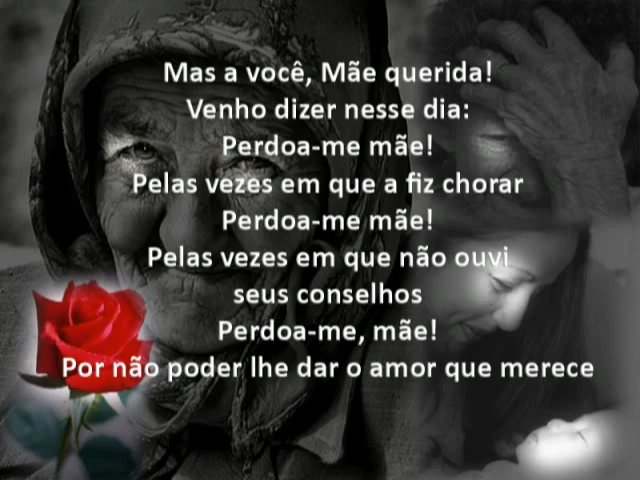 Mas a você, Mãe querida!
Venho dizer nesse dia:
Perdoa-me mãe!
Pelas vezes em que a fiz chorar
Perdoa-me mãe!
Pelas vezes em que não ouvi
seus conselhos
Perdoa-me, mãe!
Por não poder lhe dar o amor que merece